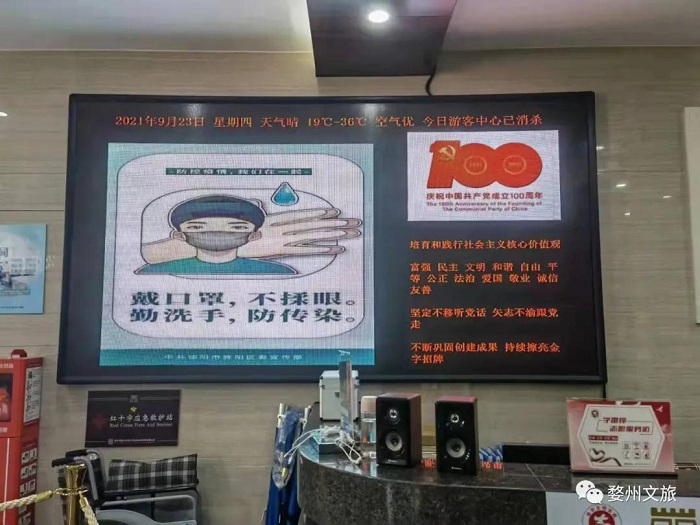 2021年9月23日 星期四 天气晴 19℃-36℃ 空气优 今日游客中心已消杀
防控疫情，我们在一起
戴口罩，不揉眼。
勤洗手，防传染。
100
庆祝中国共产党成立100周年
The 100th Anniversary of the Founding of
The Communist Party of China
培育和践行社会主义核心价值观
富强 民主 文明 和谐 自由 平
等 公正 法治 爱国 敬业 诚信
友善
坚定不移听党话 矢志不渝跟党
走
不断巩固创建成果 持续擦亮金
字招牌
红十字应急救护站
Red Cross First Aid Station
学雷锋
志愿服务站
婺州文旅